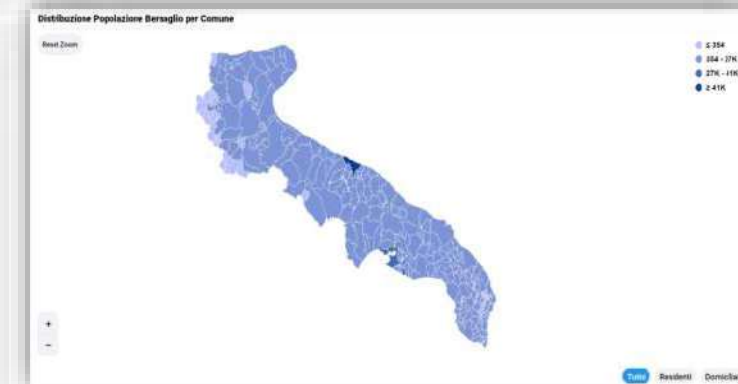 Distribuzione Popolazione Bersaglio per Comune
Reset Zoom
≤ 354
354 - 27K
27K - 41K
≥ 41K
+
−
Tutto Residenti Domicilia